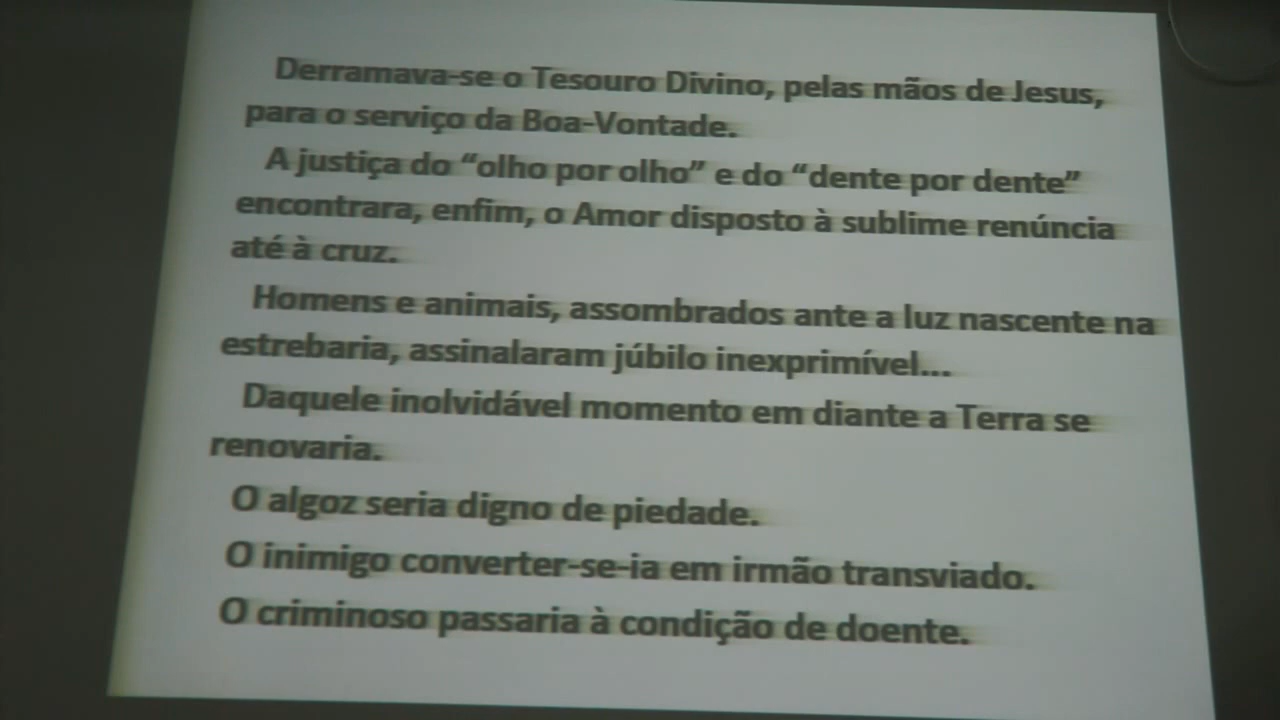 Derramava-se o Tesouro Divino, pelas mãos de Jesus,
para o serviço da Boa-Vontade.
A justiça do “olho por olho” e do “dente por dente”
encontrara, enfim, o Amor disposto à sublime renúncia
até à cruz.
Homens e animais, assombrados ante a luz nascente na
estrebaria, assinalaram júbilo inexprimível...
Daquele inolvidável momento em diante a Terra se
renovaria.
O algoz seria digno de piedade.
O inimigo converter-se-ia em irmão transviado.
O criminoso passaria à condição de doente.